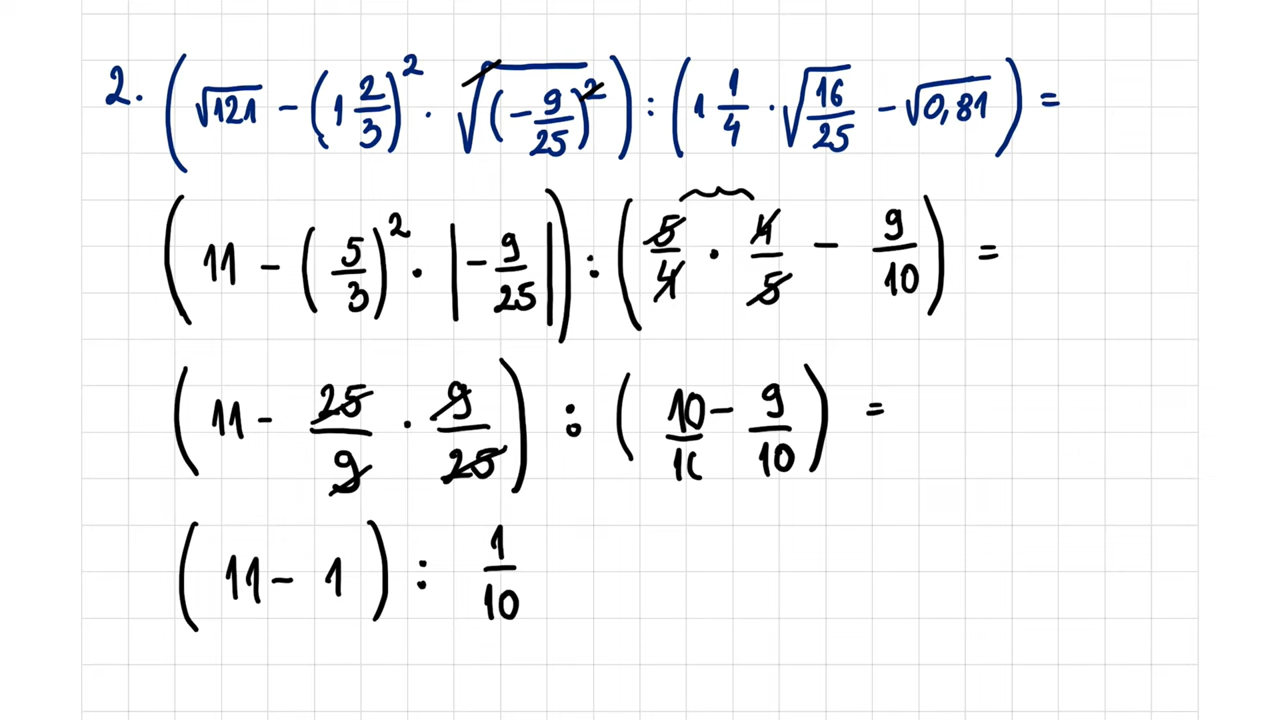 2. (√121 − (1 2/3)² · √(−9/25)²) : (1 1/4 · √16/25 − √0,81) =
(11 − (5/3)² · |−9/25|) : (5/4 · 4/5 − 9/10) =
(11 − 25/9 · 9/25) : (10/10 − 9/10) =
(11 − 1) : 1/10